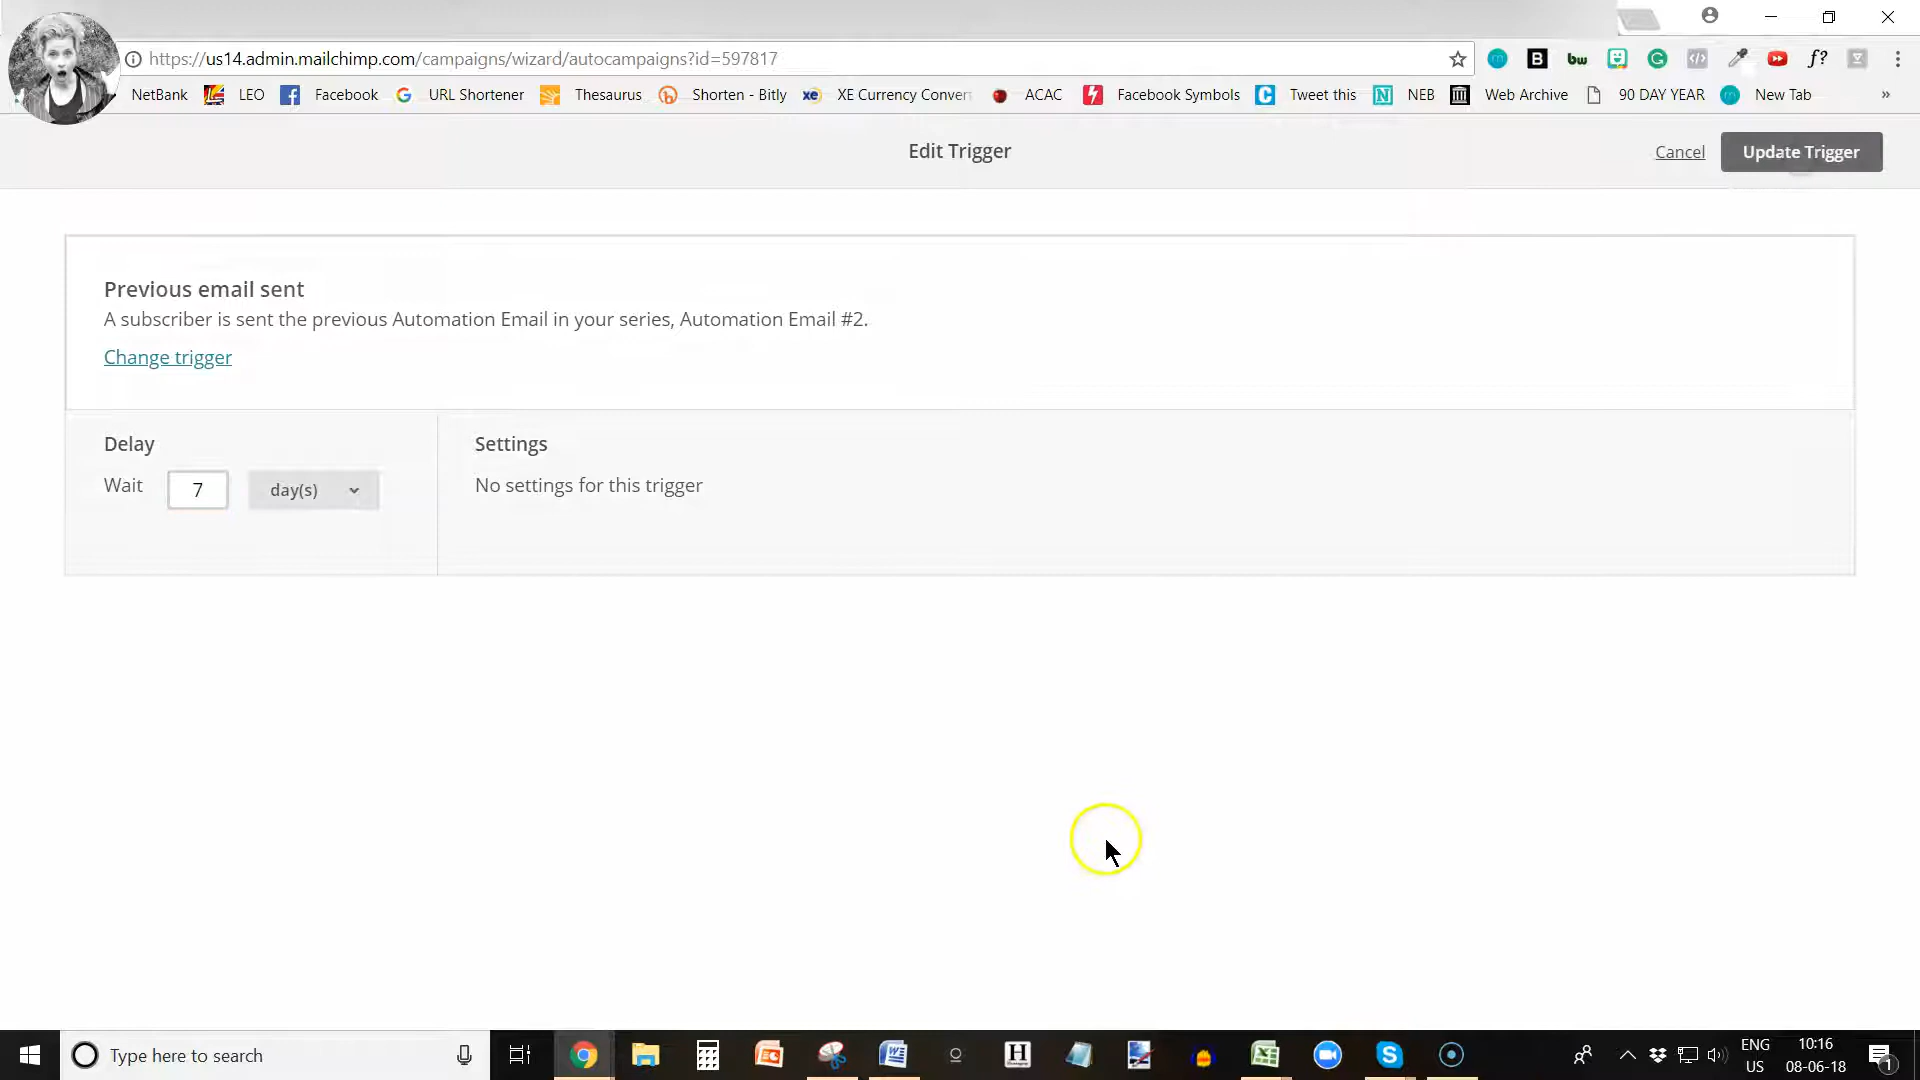 https://us14.admin.mailchimp.com/campaigns/wizard/autocampaigns?id=597817
B bw f?
NetBank LEO Facebook URL Shortener Thesaurus Shorten - Bitly XE Currency Conver ACAC Facebook Symbols Tweet this NEB Web Archive 90 DAY YEAR New Tab »
Edit Trigger Cancel Update Trigger
Previous email sent
A subscriber is sent the previous Automation Email in your series, Automation Email #2.
Change trigger
Delay Settings
Wait 7 day(s) No settings for this trigger
Type here to search
ENG 10:16
US 08-06-18 1